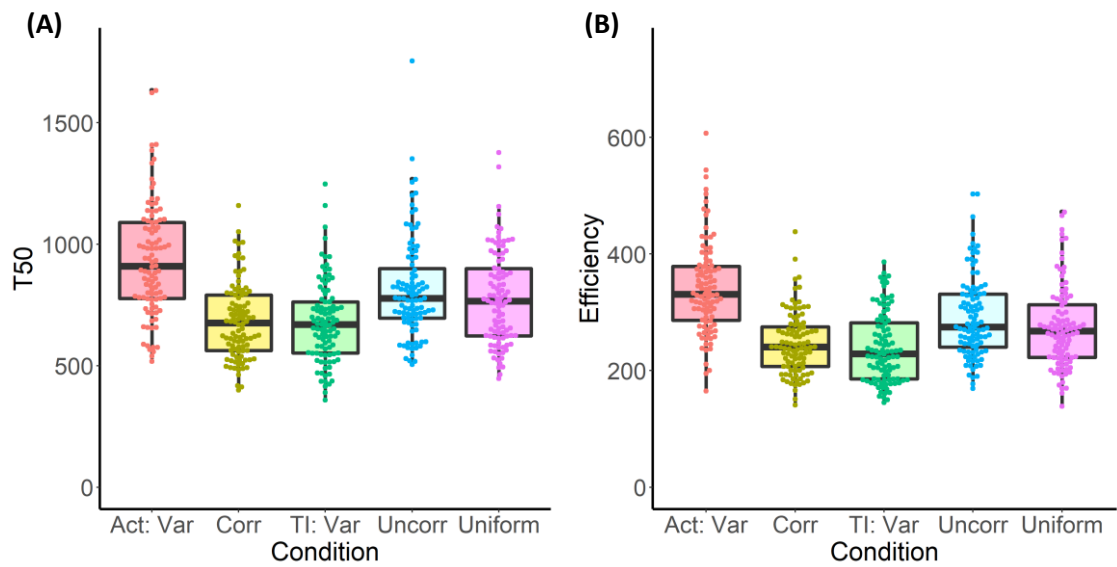 (A)
T50
1500
1000
500
0
Act: Var Corr TI: Var Uncorr Uniform
Condition
(B)
Efficiency
600
400
200
0
Act: Var Corr TI: Var Uncorr Uniform
Condition